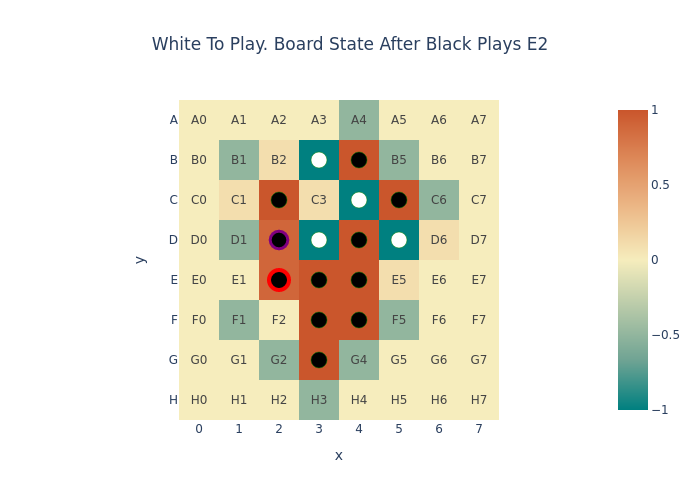 White To Play. Board State After Black Plays E2
A A0 A1 A2 A3 A4 A5 A6 A7
B B0 B1 B2 B5 B6 B7
C C0 C1 C3 C6 C7
D D0 D1 D6 D7
E E0 E1 E5 E6 E7
F F0 F1 F2 F5 F6 F7
G G0 G1 G2 G4 G5 G6 G7
H H0 H1 H2 H3 H4 H5 H6 H7
0 1 2 3 4 5 6 7
x
y
1
0.5
0
−0.5
−1